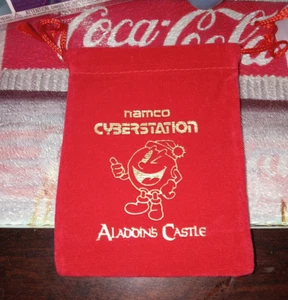 Coca-Cola
namco
CYBERSTATION
ALADDIN'S CASTLE